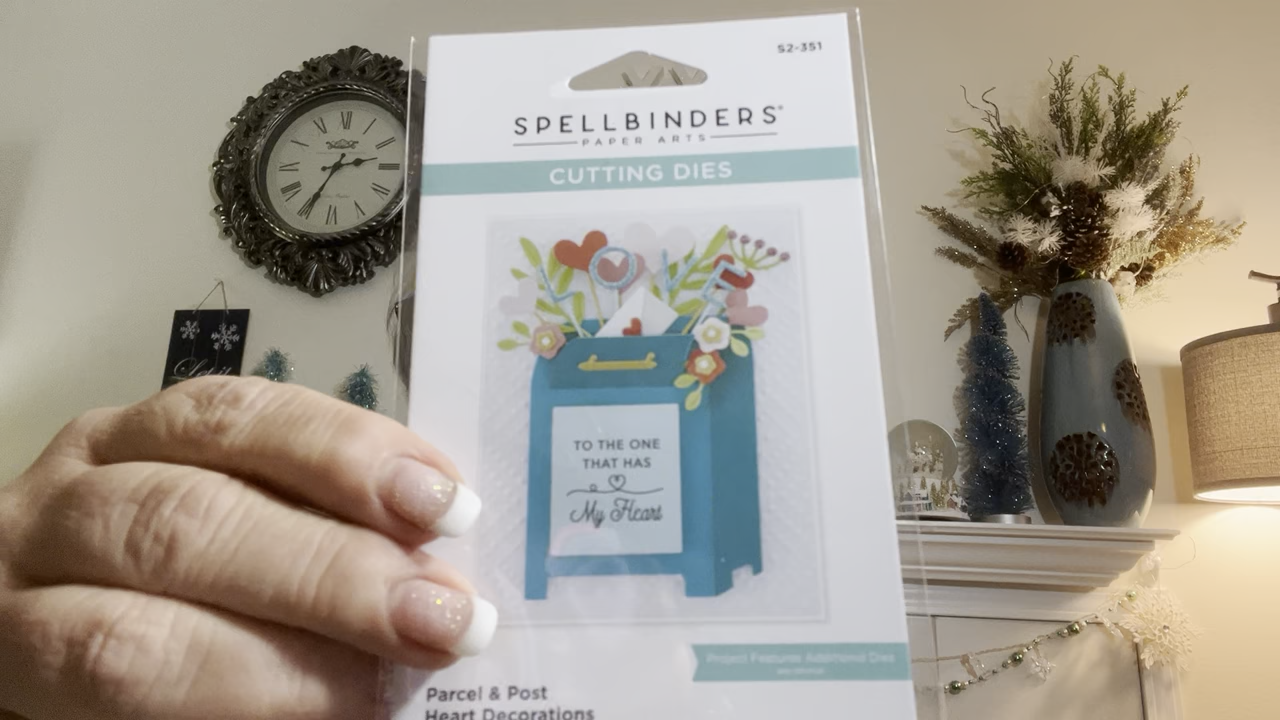 S2-351
SPELLBINDERS®
PAPER ARTS
CUTTING DIES
LOVE
TO THE ONE
THAT HAS
My Heart
Project Features Additional Dies
Parcel & Post
Heart Decorations